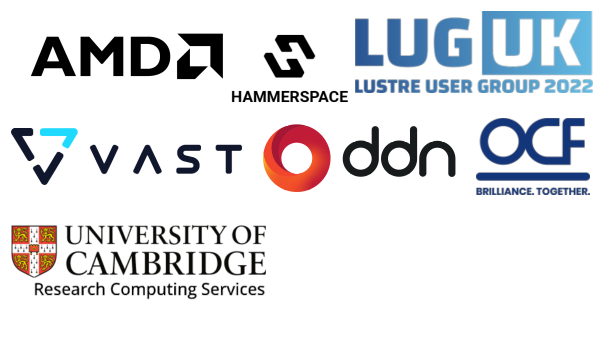 AMD
HAMMERSPACE
LUG UK
LUSTRE USER GROUP 2022
VAST
ddn
OCF
BRILLIANCE. TOGETHER.
UNIVERSITY OF
CAMBRIDGE
Research Computing Services